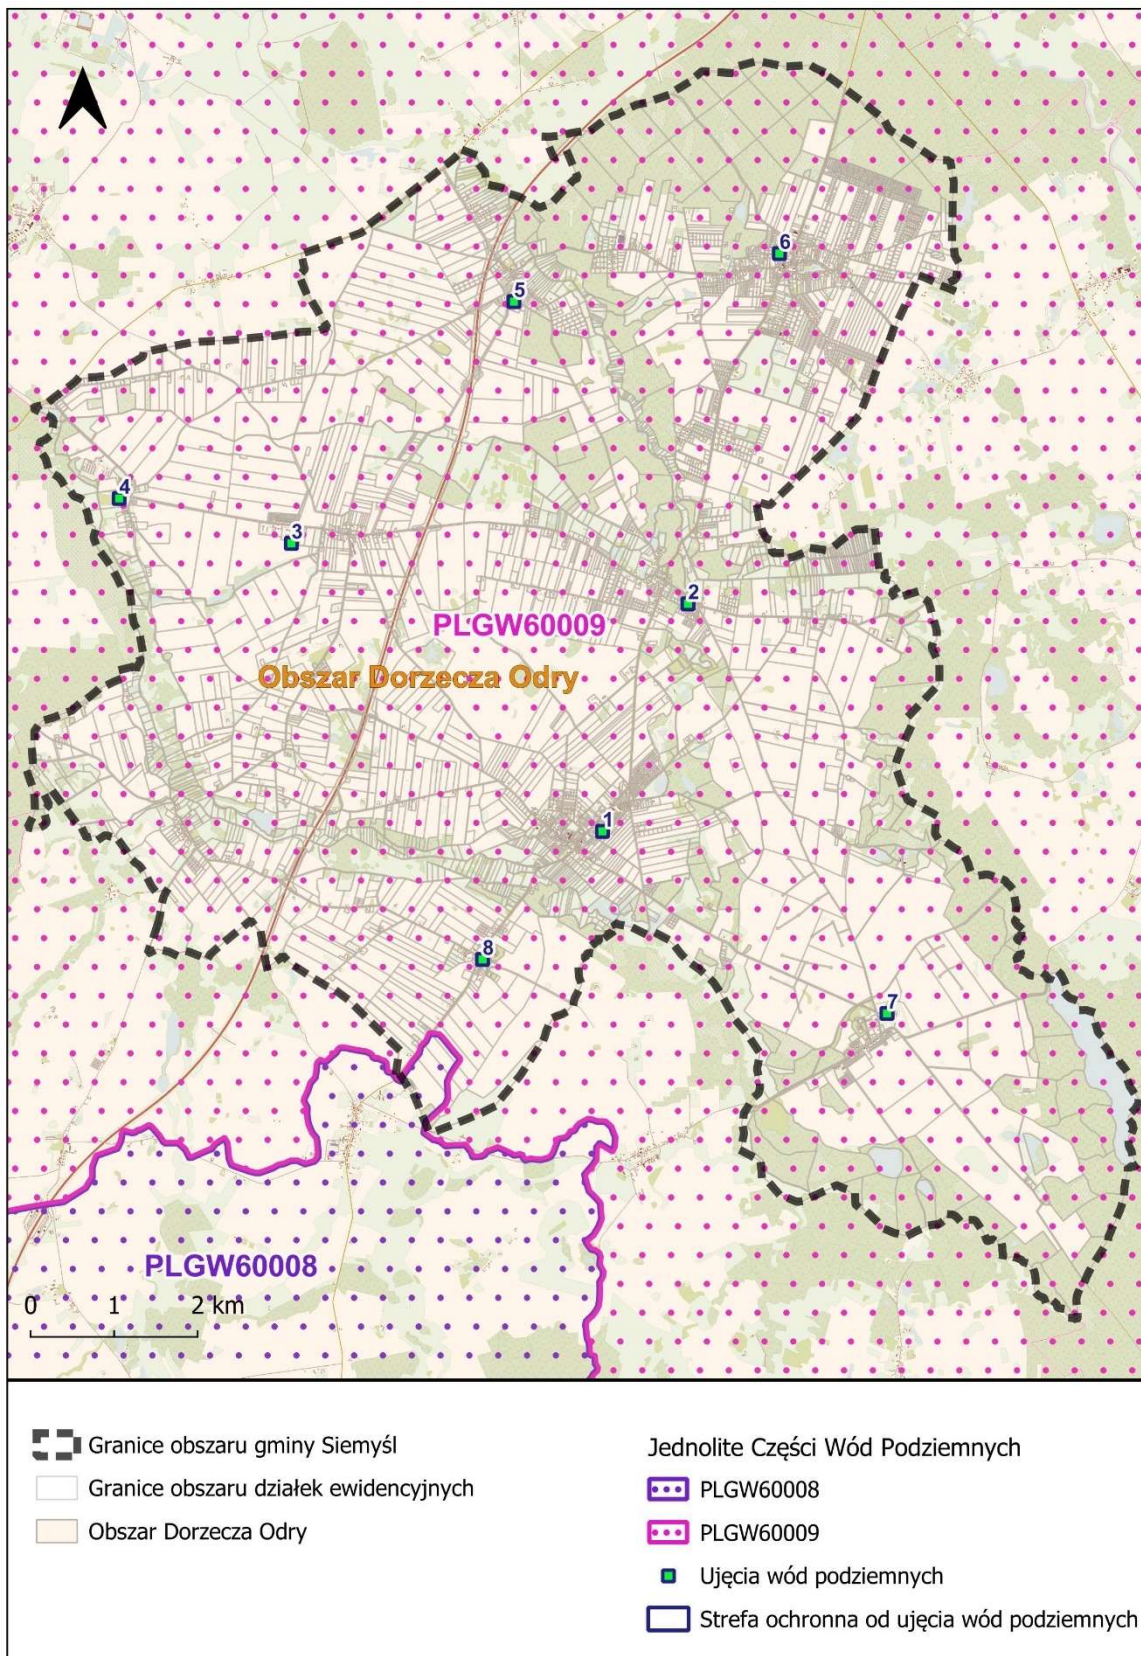 6
5
4
3
2
PLGW60009
Obszar Dorzecza Odry
1
8
7
PLGW60008
0 1 2 km
Granice obszaru gminy Siemyśl
Granice obszaru działek ewidencyjnych
Obszar Dorzecza Odry
Jednolite Części Wód Podziemnych
PLGW60008
PLGW60009
Ujęcia wód podziemnych
Strefa ochronna od ujęcia wód podziemnych